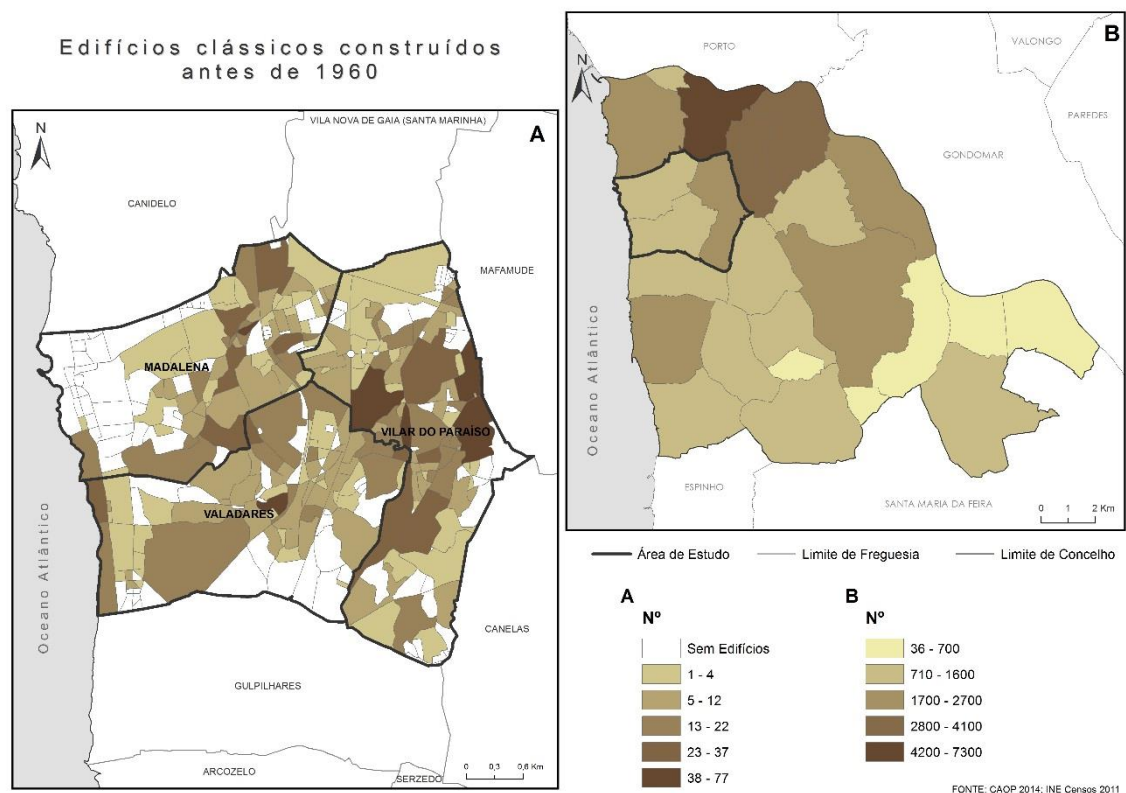 Edifícios clássicos construídos
antes de 1960
A
N
VILA NOVA DE GAIA (SANTA MARINHA)
CANIDELO
MAFAMUDE
MADALENA
VILAR DO PARAÍSO
VALADARES
Oceano Atlântico
CANELAS
GULPILHARES
ARCOZELO
SERZEDO
0 0,3 0,6 Km
B
N
PORTO
VALONGO
PAREDES
GONDOMAR
Oceano Atlântico
ESPINHO
SANTA MARIA DA FEIRA
0 1 2 Km
Área de Estudo
Limite de Freguesia
Limite de Concelho
A
Nº
Sem Edifícios
1 - 4
5 - 12
13 - 22
23 - 37
38 - 77
B
Nº
36 - 700
710 - 1600
1700 - 2700
2800 - 4100
4200 - 7300
FONTE: CAOP 2014; INE Censos 2011